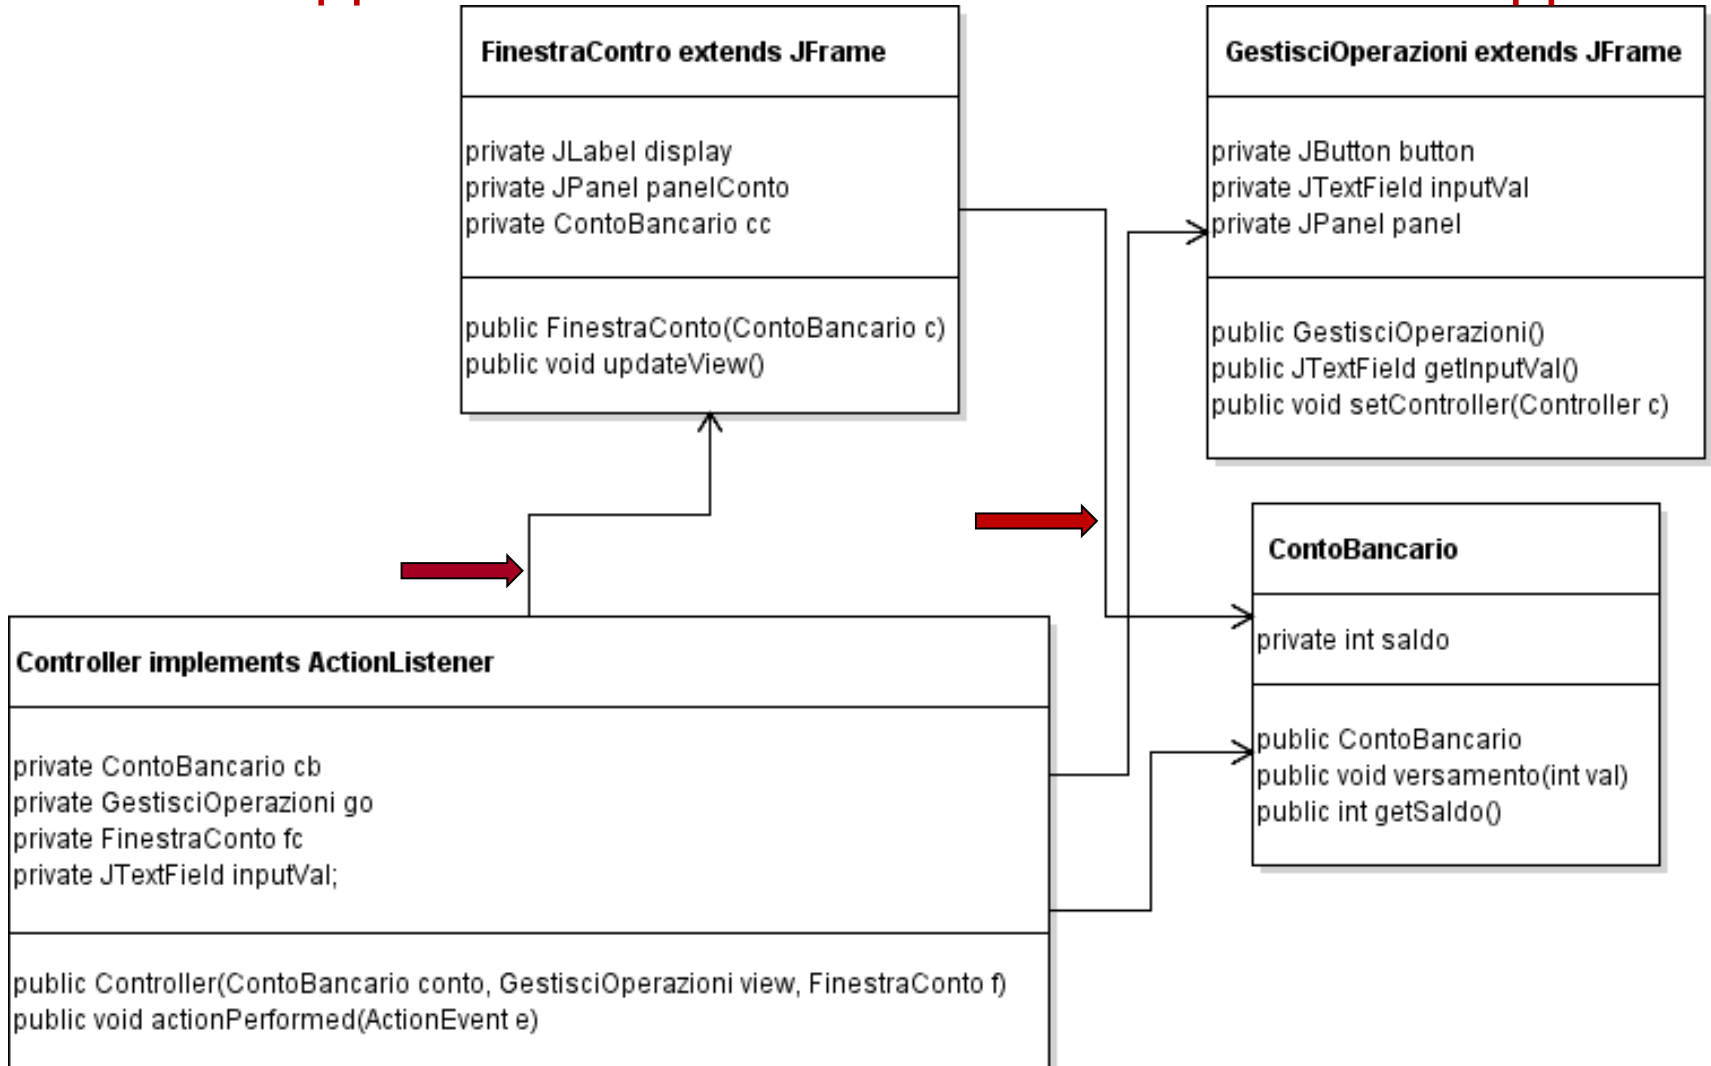 FinestraContro extends JFrame
private JLabel display
private JPanel panelConto
private ContoBancario cc
public FinestraConto(ContoBancario c)
public void updateView()
GestisciOperazioni extends JFrame
private JButton button
private JTextField inputVal
private JPanel panel
public GestisciOperazioni()
public JTextField getInputVal()
public void setController(Controller c)
ContoBancario
private int saldo
public ContoBancario
public void versamento(int val)
public int getSaldo()
Controller implements ActionListener
private ContoBancario cb
private GestisciOperazioni go
private FinestraConto fc
private JTextField inputVal;
public Controller(ContoBancario conto, GestisciOperazioni view, FinestraConto f)
public void actionPerformed(ActionEvent e)